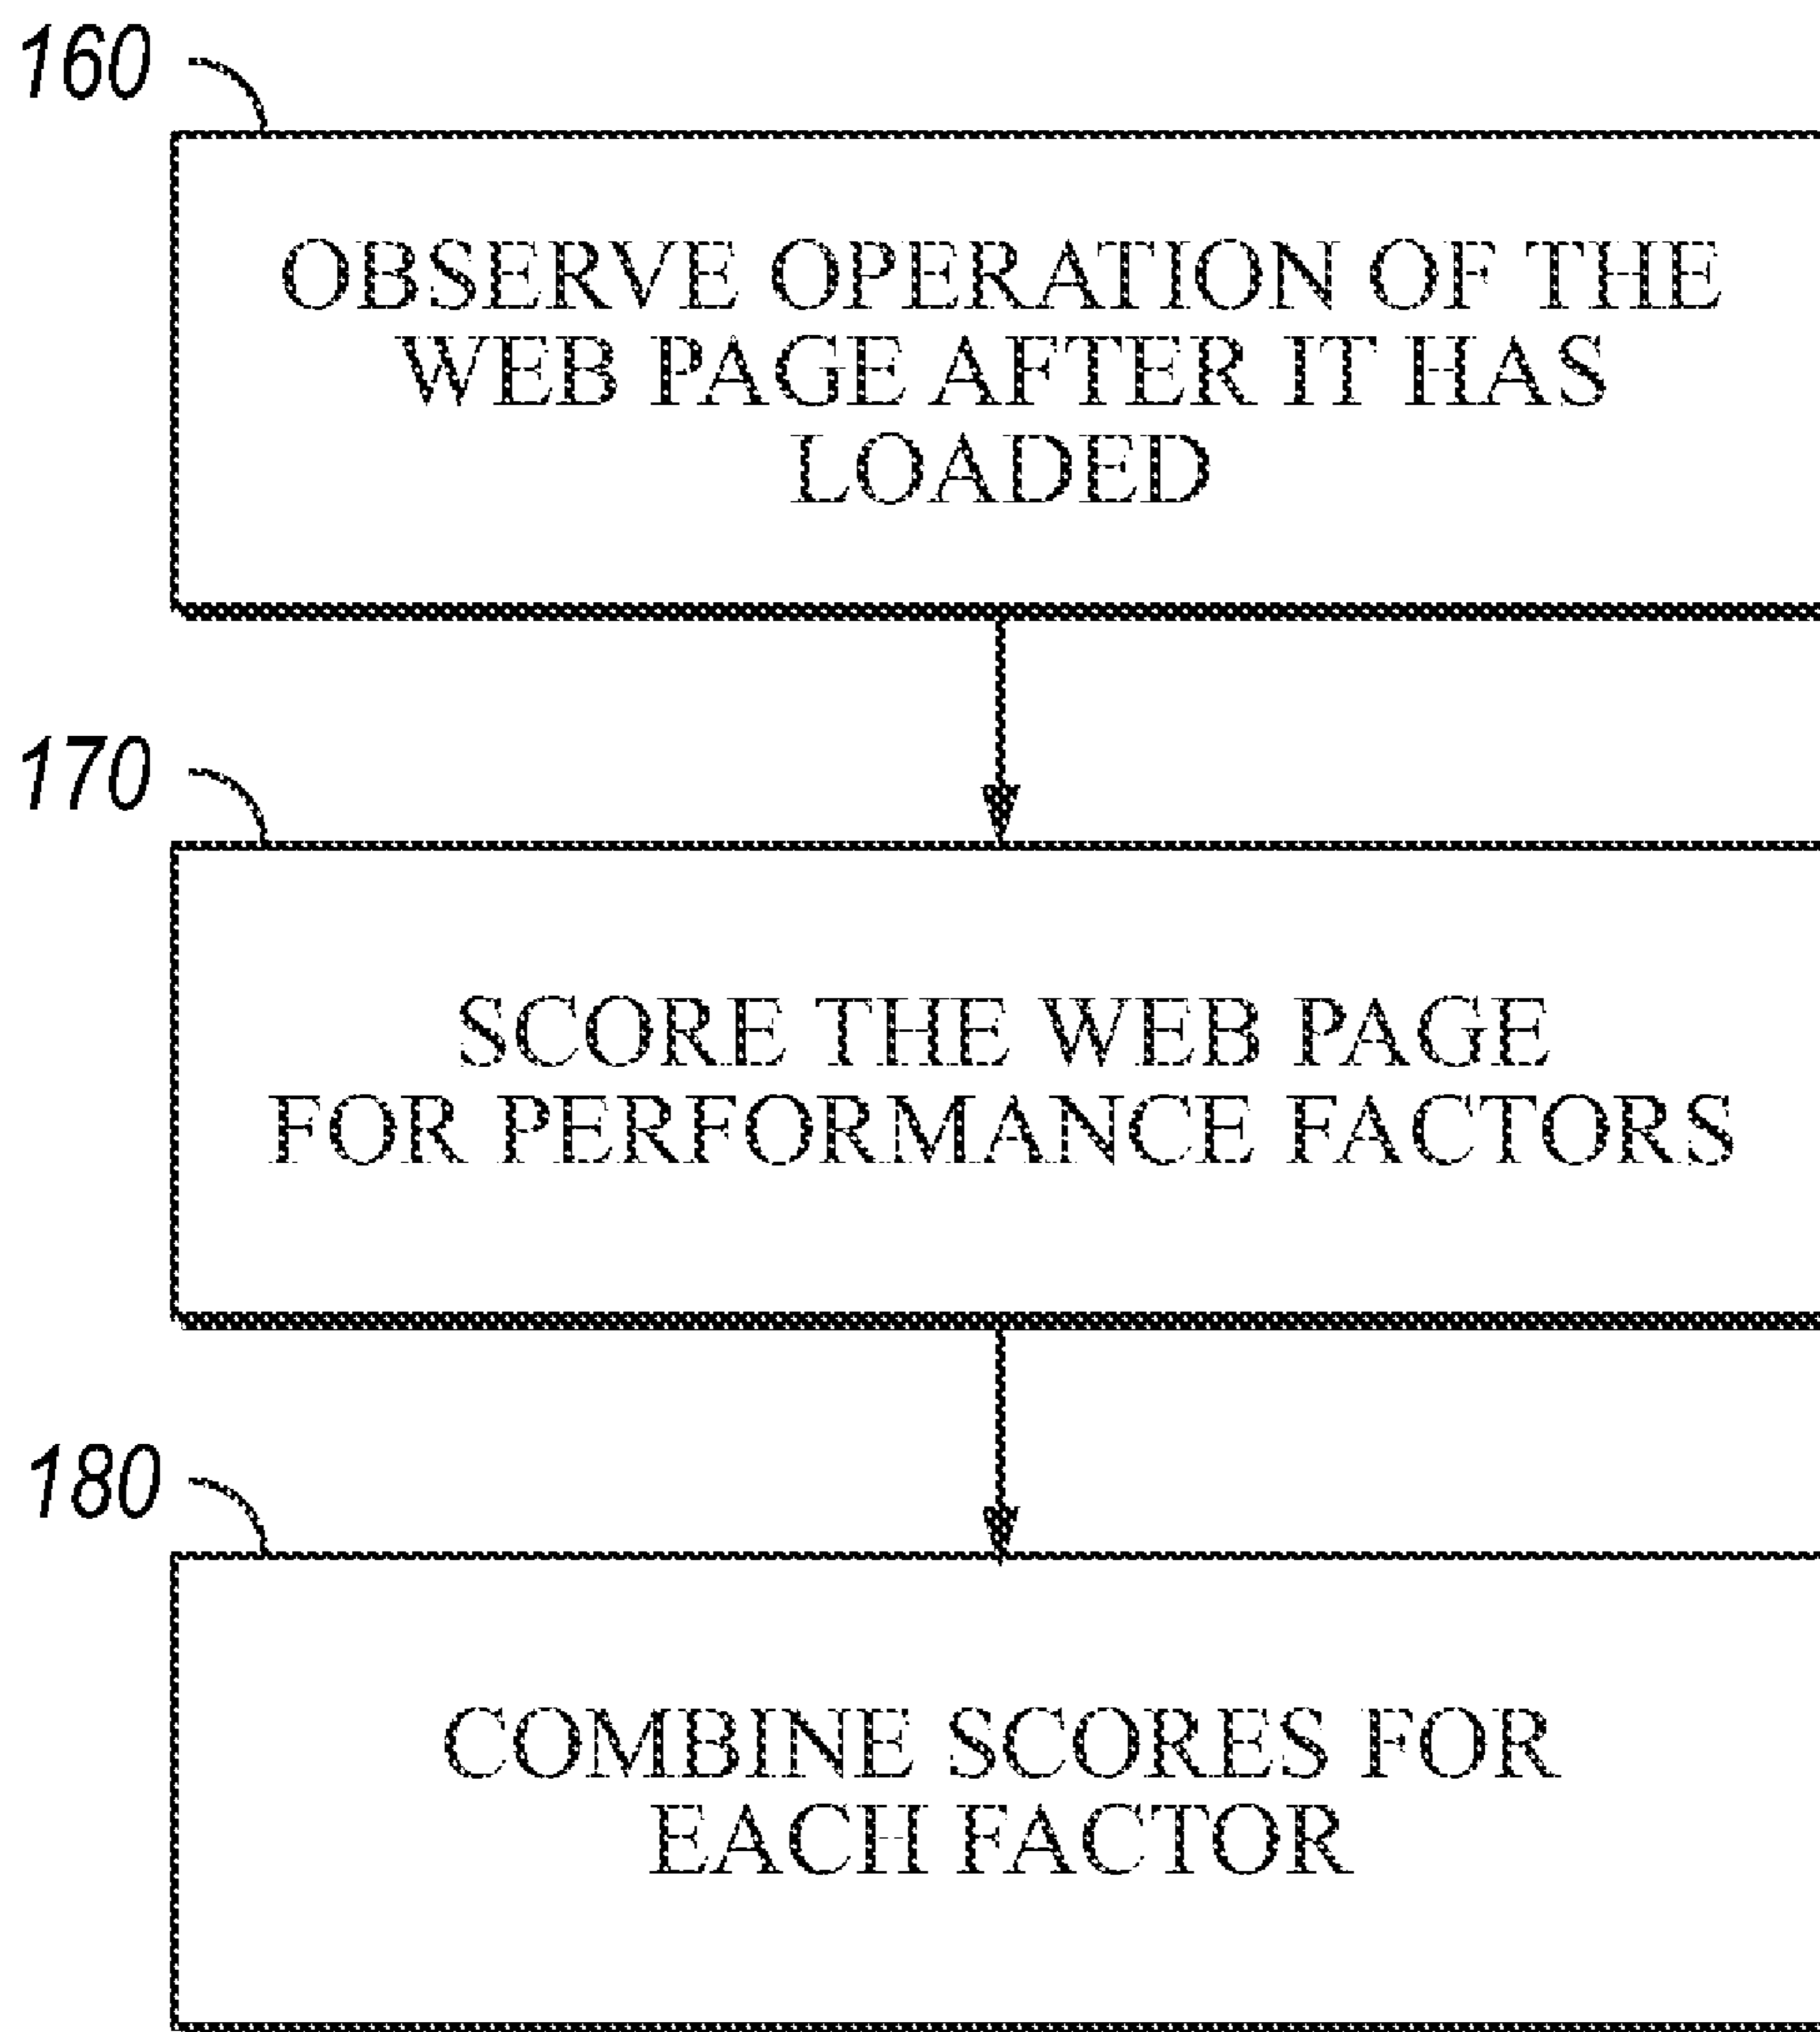 160
OBSERVE OPERATION OF THE
WEB PAGE AFTER IT HAS
LOADED
170
SCORE THE WEB PAGE
FOR PERFORMANCE FACTORS
180
COMBINE SCORES FOR
EACH FACTOR